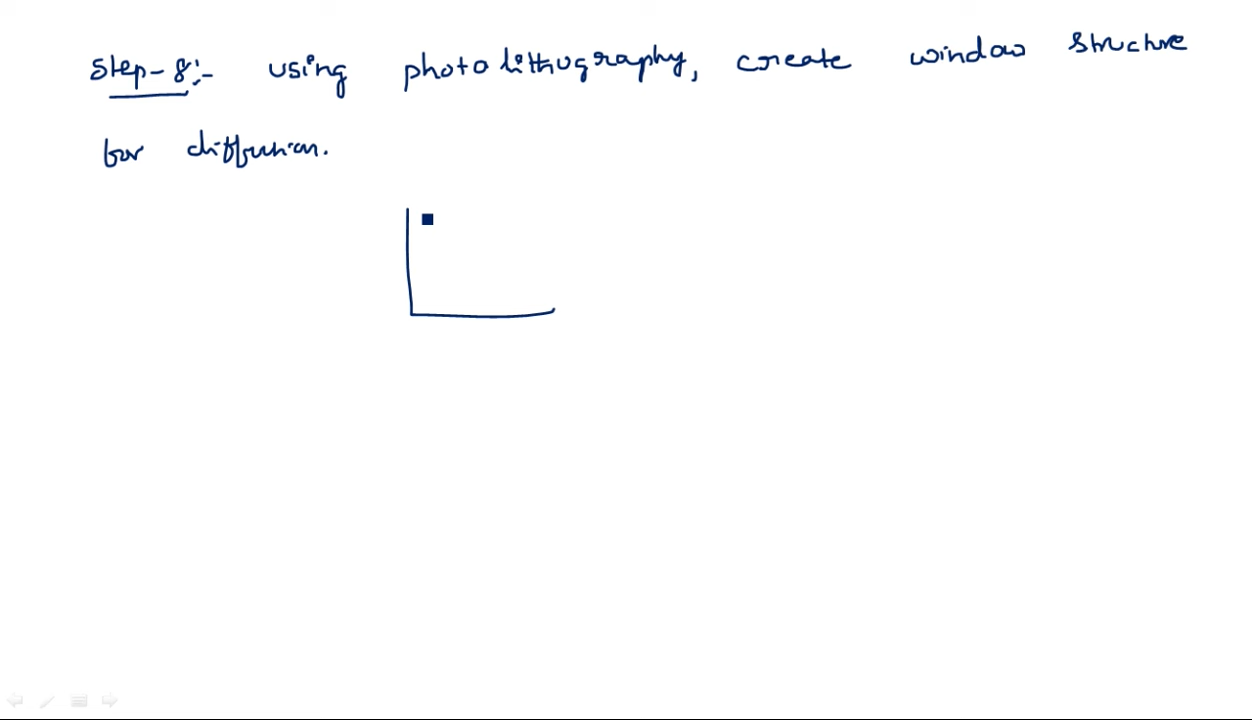 Step-8:- using photolithography, create window structure
for diffusion.